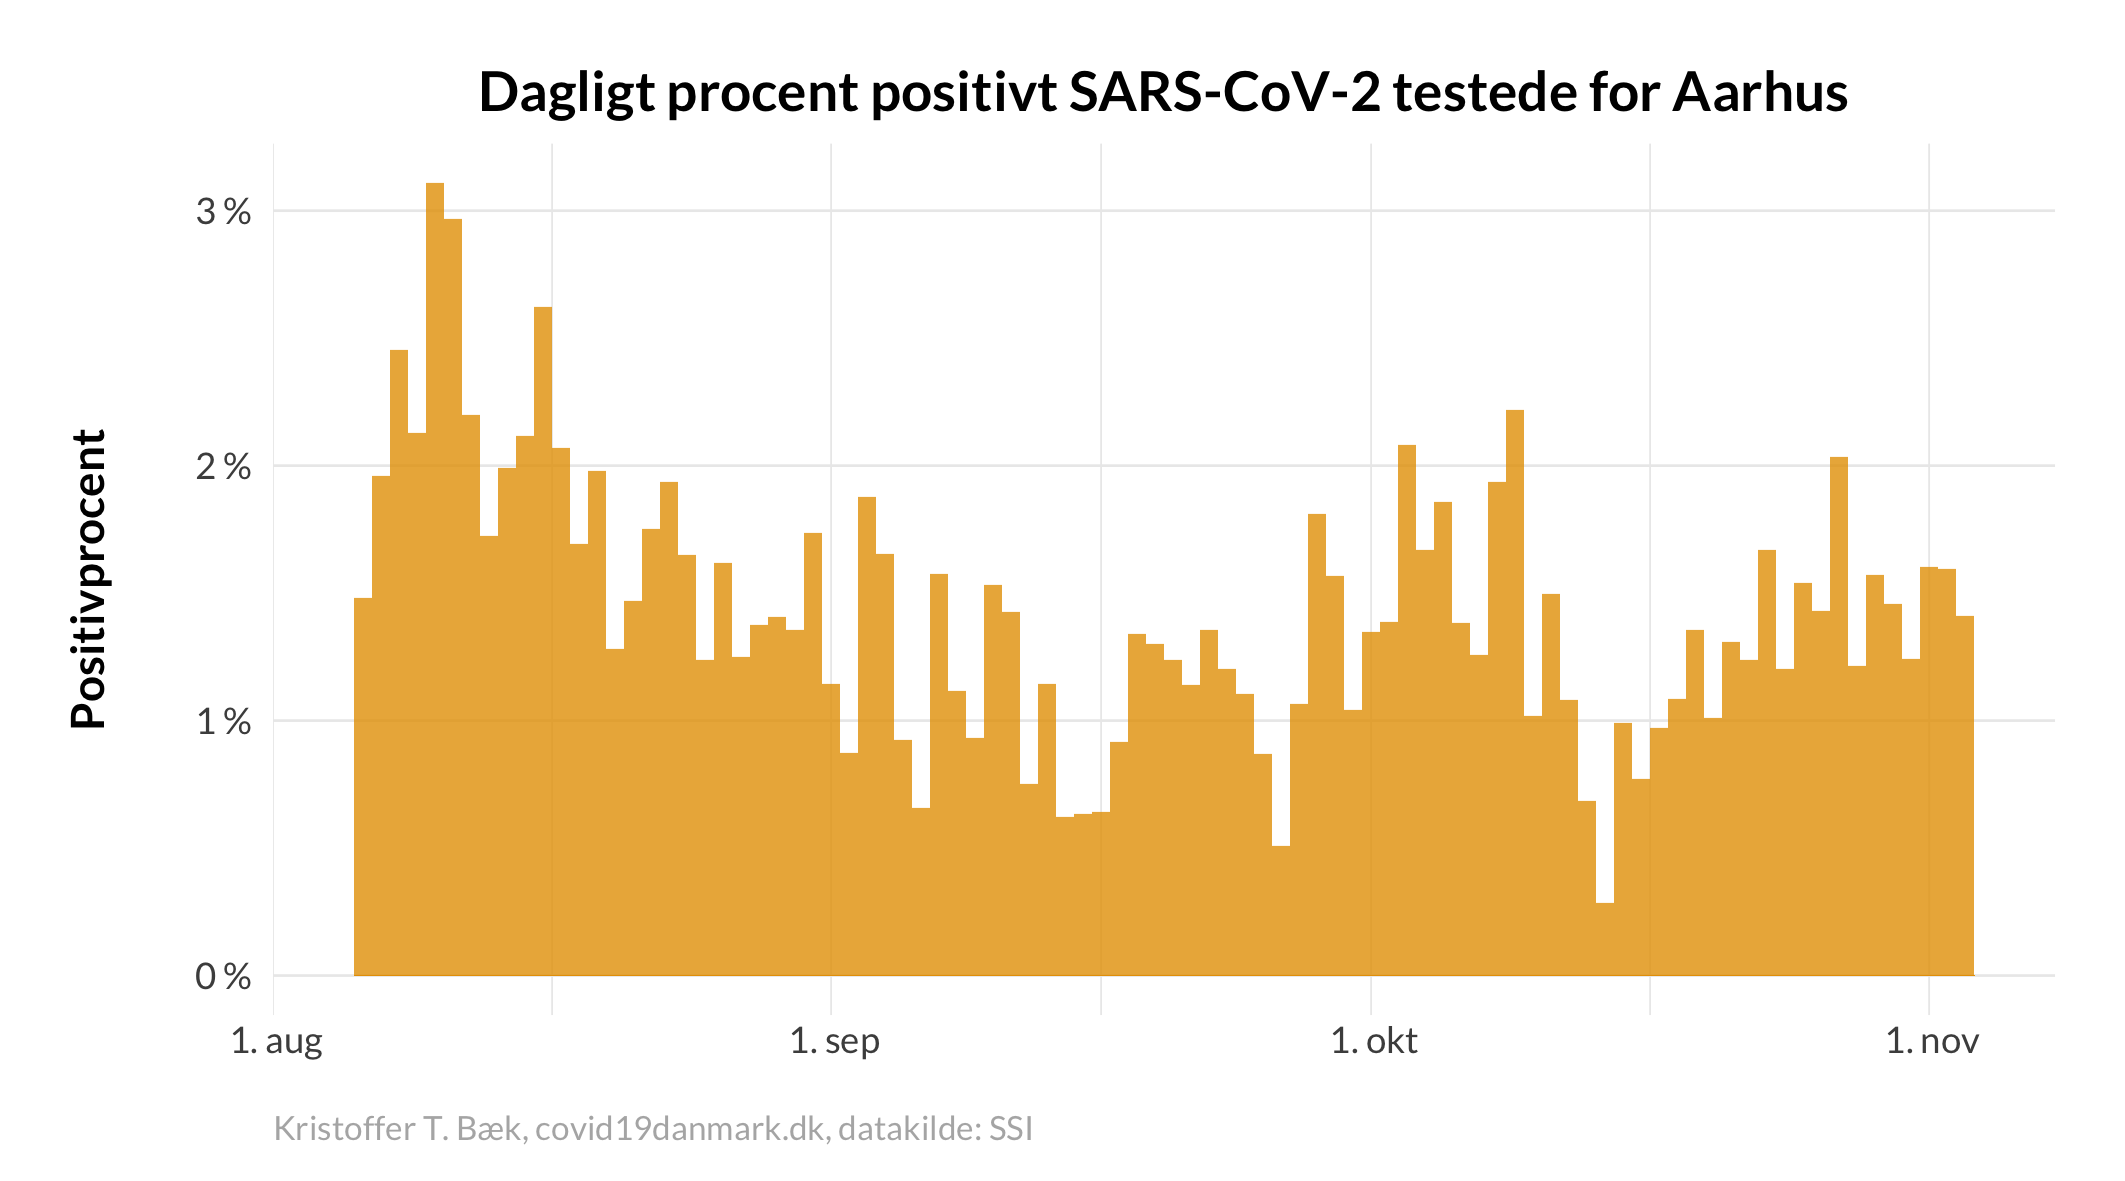 Dagligt procent positivt SARS-CoV-2 testede for Aarhus
Positivprocent
3 %
2 %
1 %
0 %
1. aug
1. sep
1. okt
1. nov
Kristoffer T. Bæk, covid19danmark.dk, datakilde: SSI